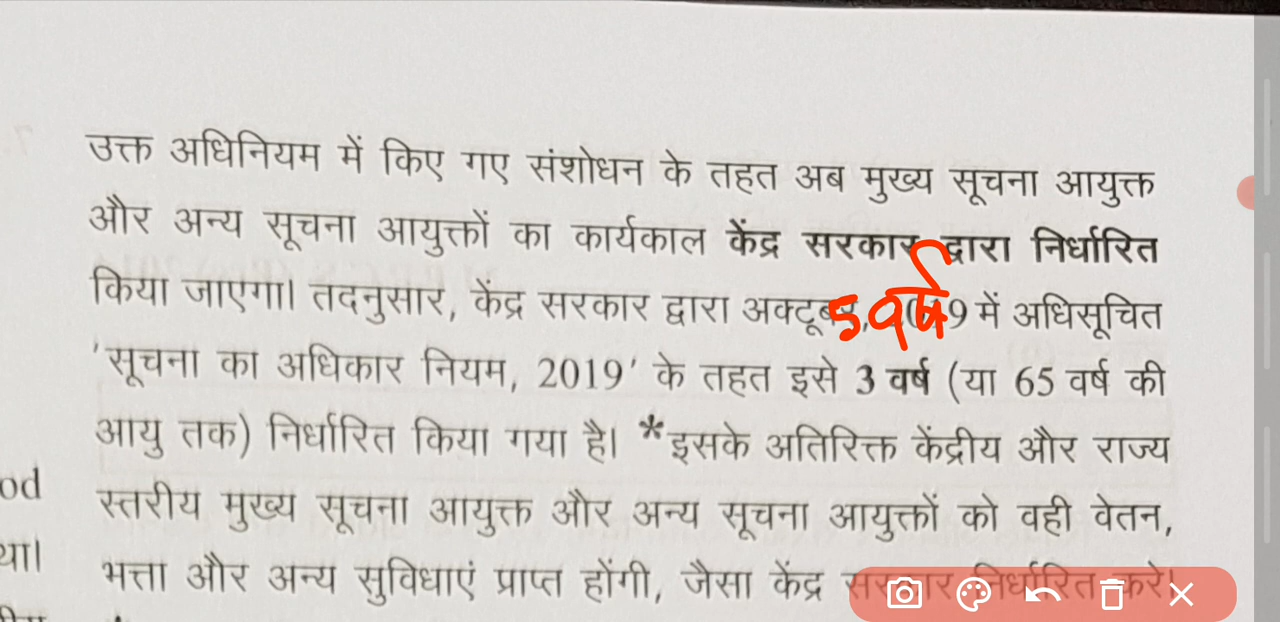 उक्त अधिनियम में किए गए संशोधन के तहत अब मुख्य सूचना आयुक्त
और अन्य सूचना आयुक्तों का कार्यकाल केंद्र सरकार द्वारा निर्धारित
किया जाएगा। तदनुसार, केंद्र सरकार द्वारा अक्टूबर, 2019 में अधिसूचित
5 वर्ष
'सूचना का अधिकार नियम, 2019' के तहत इसे 3 वर्ष (या 65 वर्ष की
आयु तक) निर्धारित किया गया है। *इसके अतिरिक्त केंद्रीय और राज्य
od स्तरीय मुख्य सूचना आयुक्त और अन्य सूचना आयुक्तों को वही वेतन,
या। भत्ता और अन्य सुविधाएं प्राप्त होंगी, जैसा केंद्र सरकार निर्धारित करे।